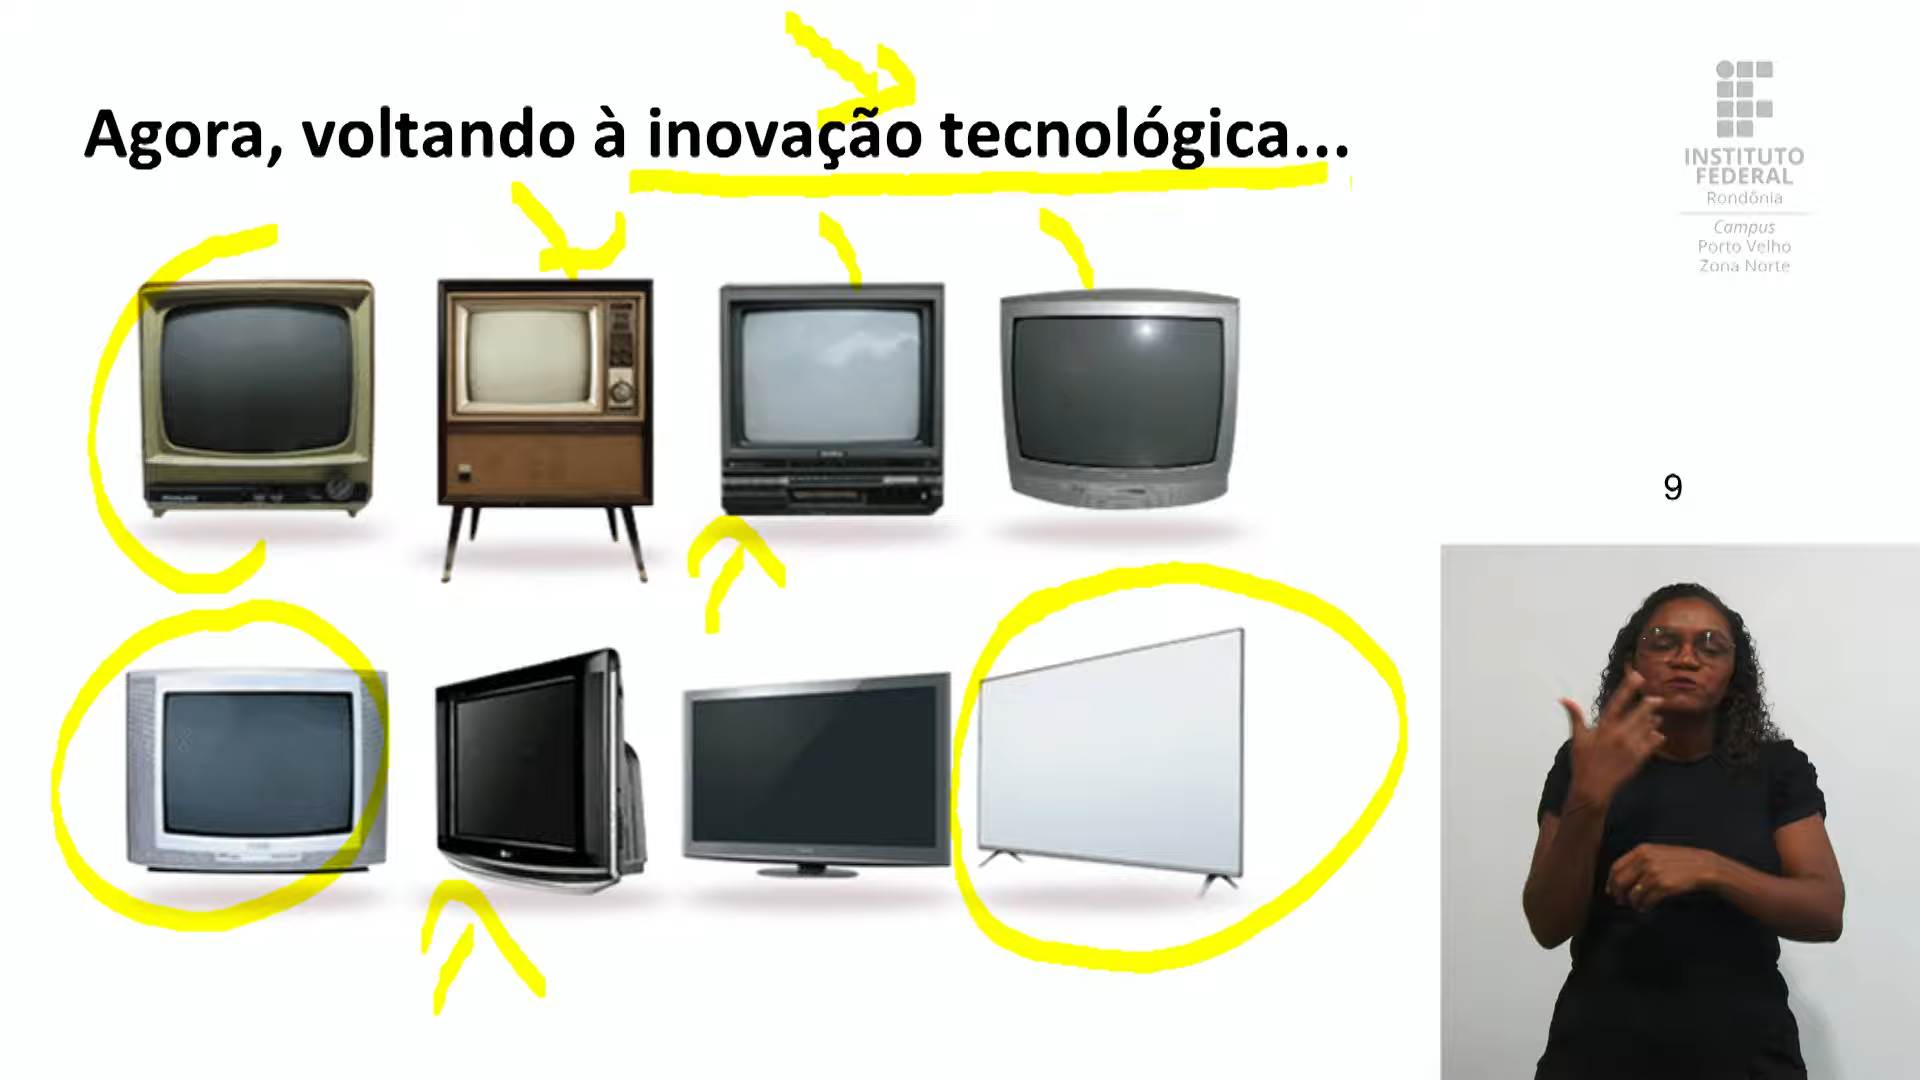 Agora, voltando à inovação tecnológica...
INSTITUTO
FEDERAL
Rondônia
Campus
Porto Velho
Zona Norte
9